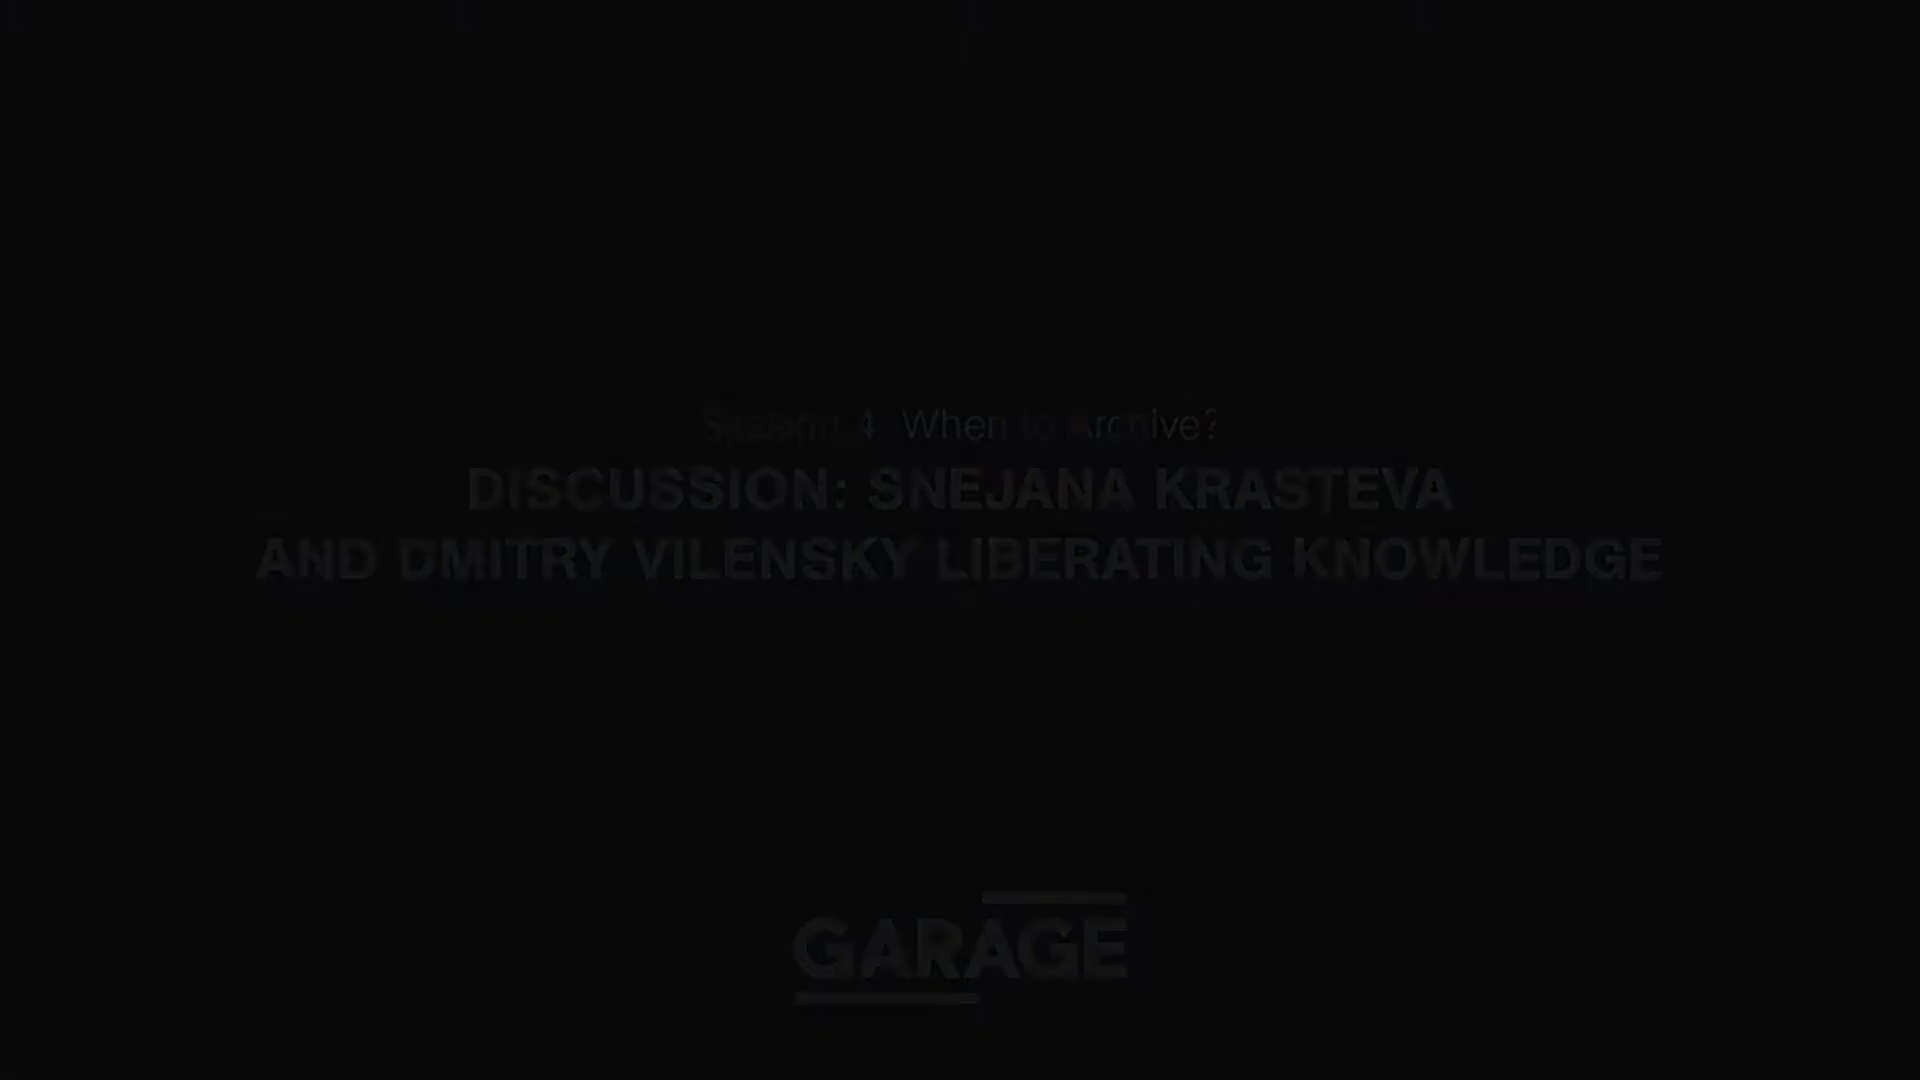 Session 4 When to Archive?
DISCUSSION: SNEJANA KRASTEVA
AND DMITRY VILENSKY LIBERATING KNOWLEDGE
GARAGE